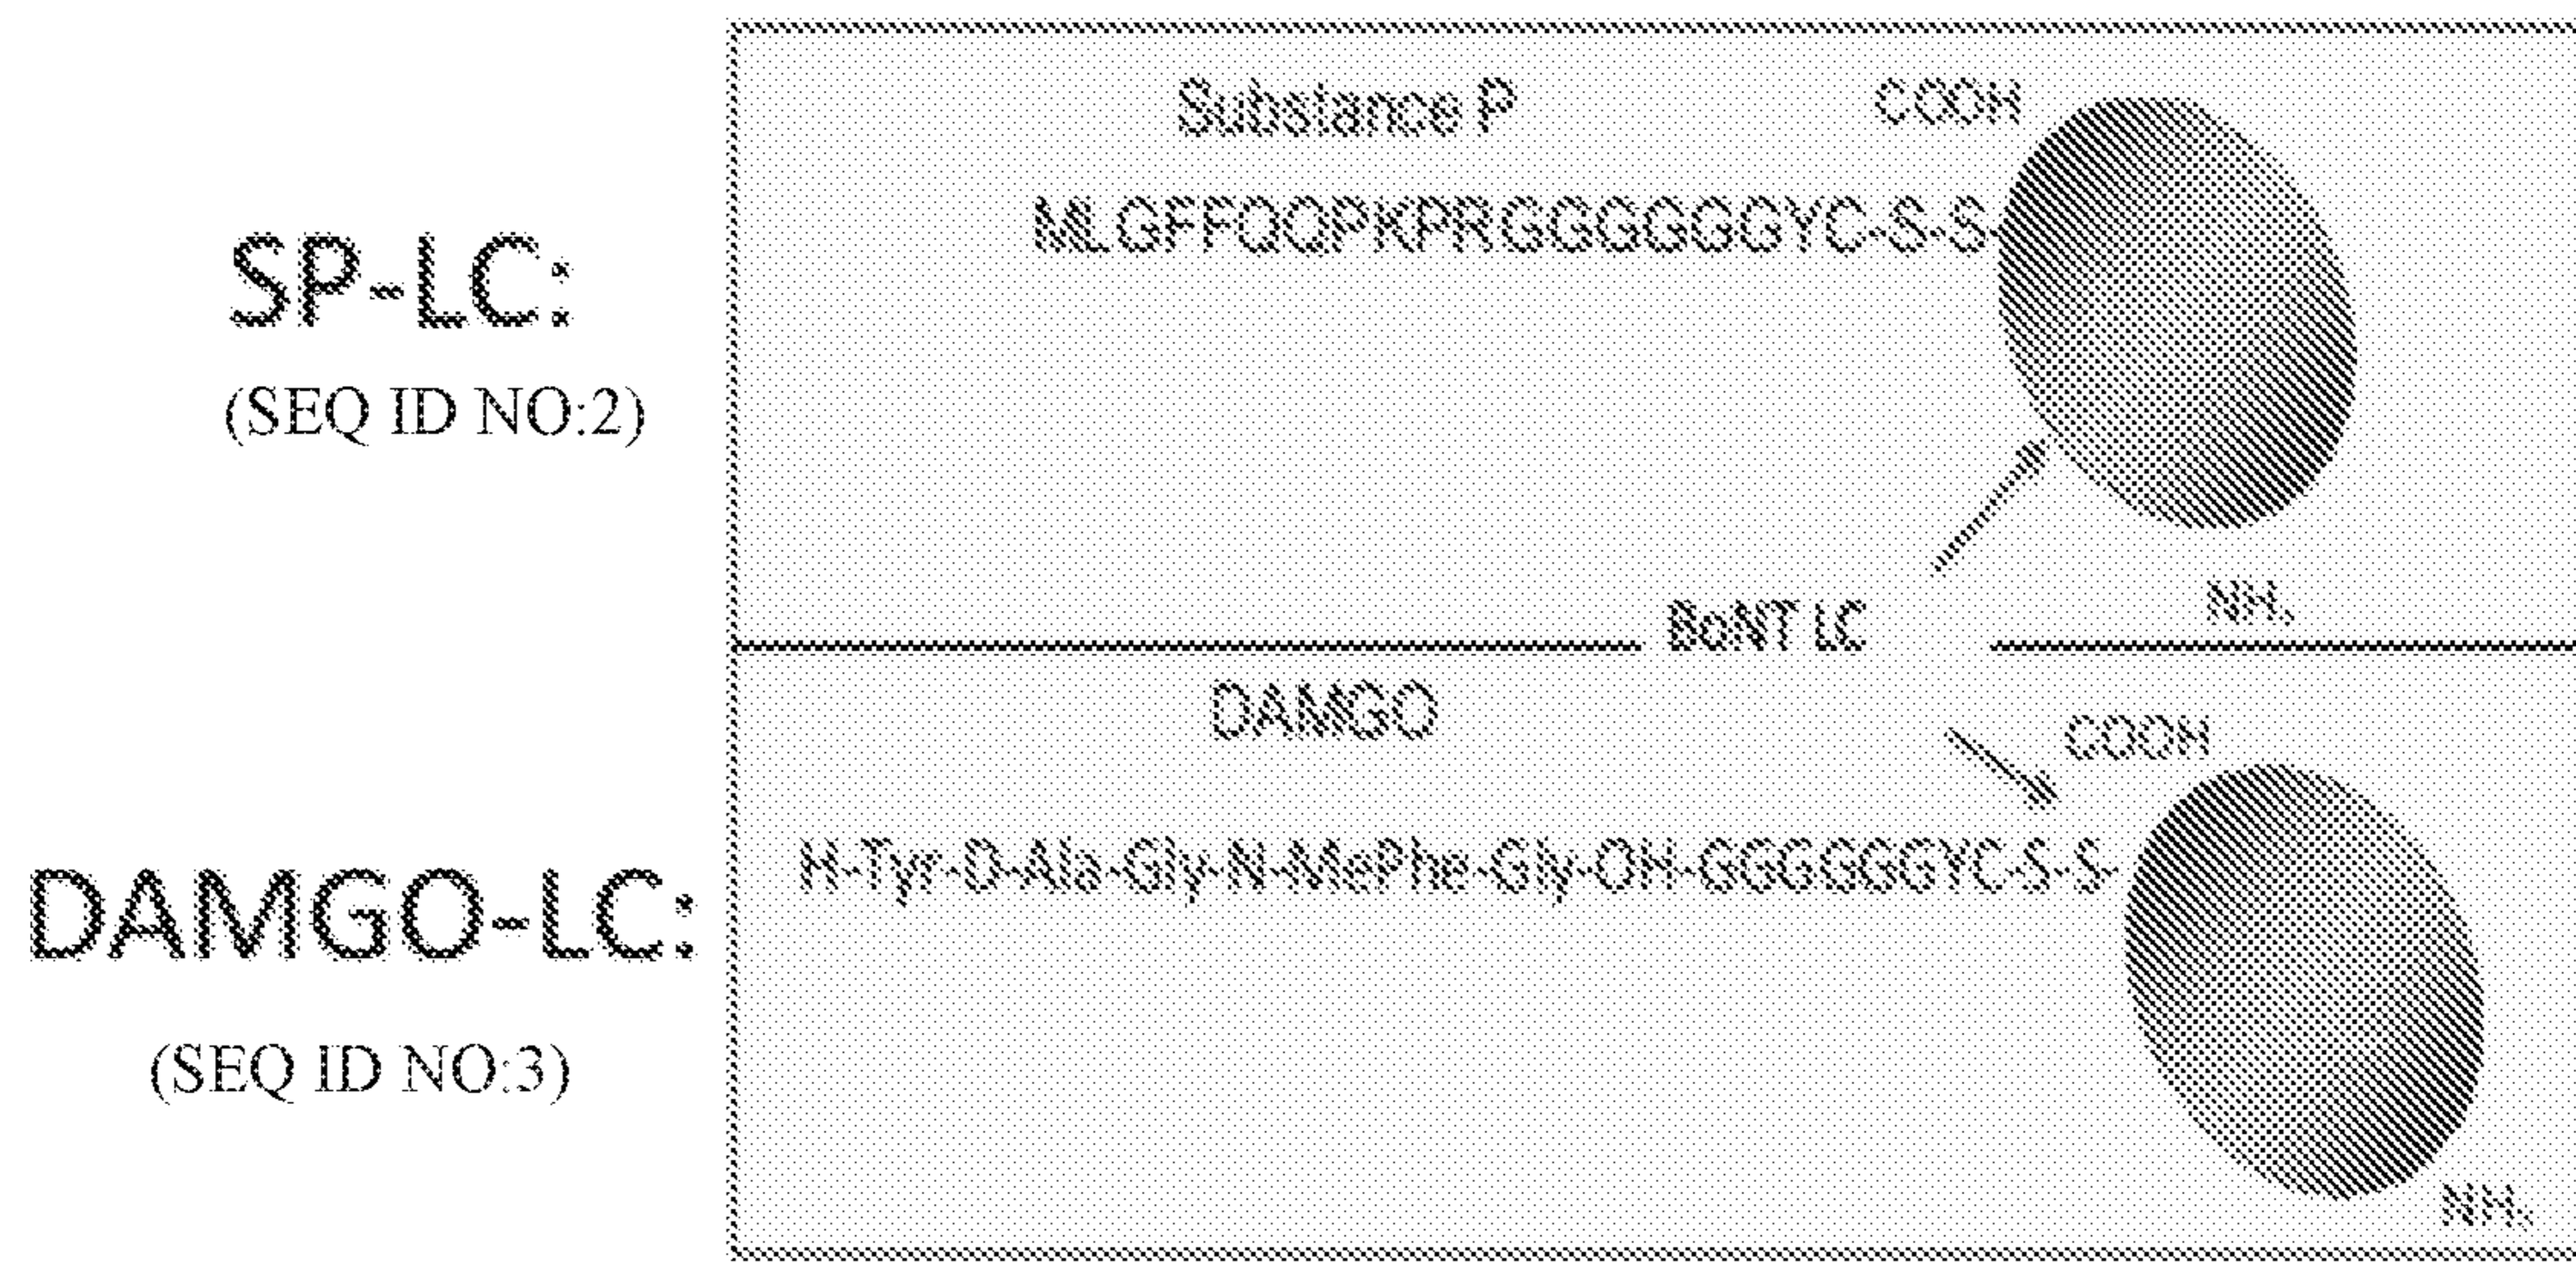 SP-LC:
(SEQ ID NO:2)
Substance P
COOH
MLGFFQQPKPRGGGGGGYC-S-S-
NH₂
BoNT LC
DAMGO-LC:
(SEQ ID NO:3)
DAMGO
COOH
H-Tyr-D-Ala-Gly-N-MePhe-Gly-OH-GGGGGGYC-S-S-
NH₂